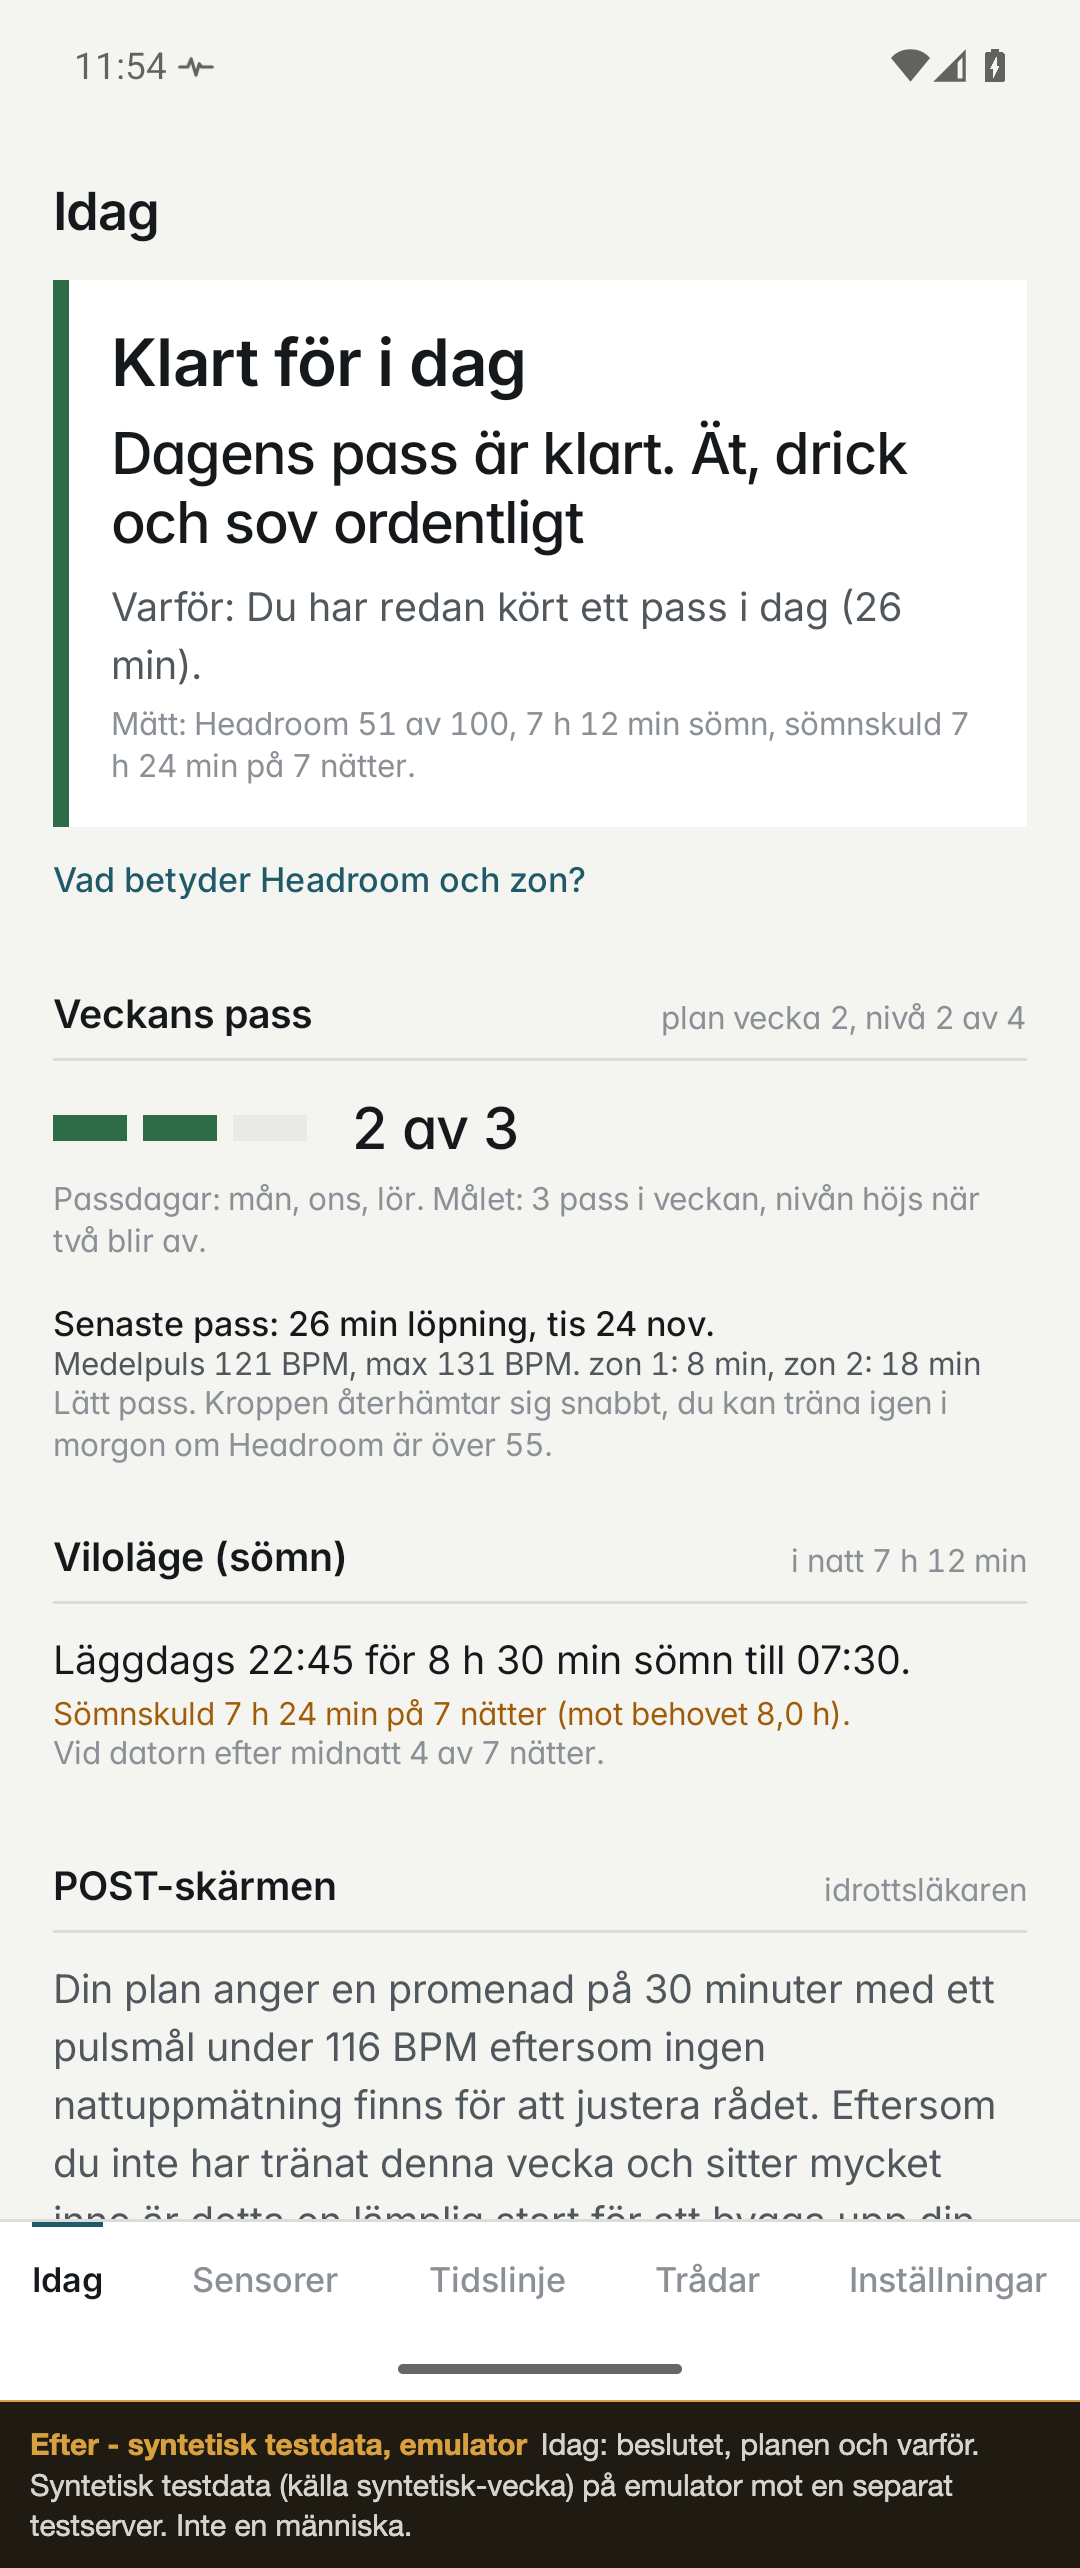 11:54
Idag
Klart för i dag
Dagens pass är klart. Ät, drick
och sov ordentligt
Varför: Du har redan kört ett pass i dag (26
min).
Mätt: Headroom 51 av 100, 7 h 12 min sömn, sömnskuld 7
h 24 min på 7 nätter.
Vad betyder Headroom och zon?
Veckans pass
plan vecka 2, nivå 2 av 4
2 av 3
Passdagar: mån, ons, lör. Målet: 3 pass i veckan, nivån höjs när
två blir av.
Senaste pass: 26 min löpning, tis 24 nov.
Medelpuls 121 BPM, max 131 BPM. zon 1: 8 min, zon 2: 18 min
Lätt pass. Kroppen återhämtar sig snabbt, du kan träna igen i
morgon om Headroom är över 55.
Viloläge (sömn)
i natt 7 h 12 min
Läggdags 22:45 för 8 h 30 min sömn till 07:30.
Sömnskuld 7 h 24 min på 7 nätter (mot behovet 8,0 h).
Vid datorn efter midnatt 4 av 7 nätter.
POST-skärmen
idrottsläkaren
Din plan anger en promenad på 30 minuter med ett
pulsmål under 116 BPM eftersom ingen
nattuppmätning finns för att justera rådet. Eftersom
du inte har tränat denna vecka och sitter mycket
inne är detta en lämplig start för att bygga upp din
Idag
Sensorer
Tidslinje
Trådar
Inställningar
Efter - syntetisk testdata, emulator Idag: beslutet, planen och varför.
Syntetisk testdata (källa syntetisk-vecka) på emulator mot en separat
testserver. Inte en människa.